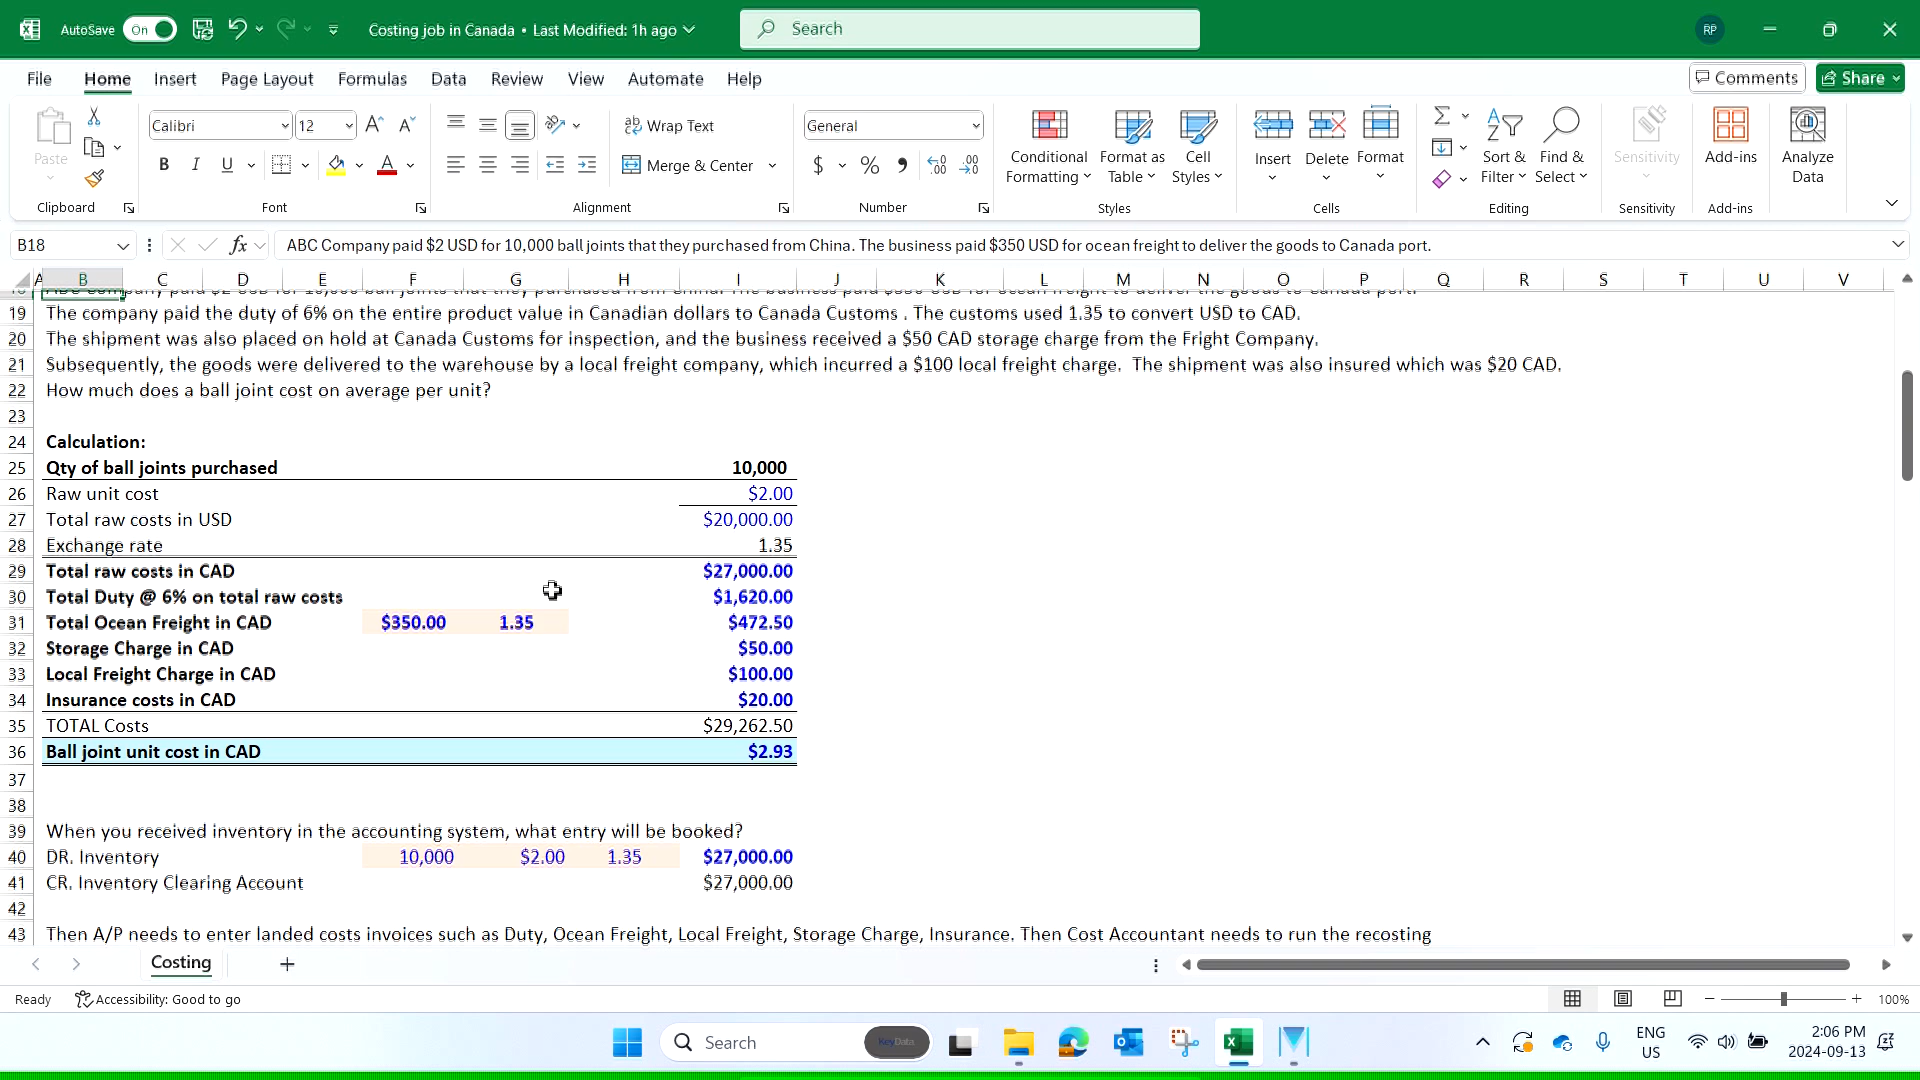 AutoSave On Costing job in Canada • Last Modified: 1h ago Search RP
File Home Insert Page Layout Formulas Data Review View Automate Help Comments Share
Paste Calibri 12 Wrap Text General Conditional Formatting Format as Table Cell Styles Insert Delete Format Sort & Filter Find & Select Sensitivity Add-ins Analyze Data
B I U A Merge & Center $ % 9
Clipboard Font Alignment Number Styles Cells Editing Sensitivity Add-ins
B18 fx ABC Company paid $2 USD for 10,000 ball joints that they purchased from China. The business paid $350 USD for ocean freight to deliver the goods to Canada port.
A B C D E F G H I J K L M N O P Q R S T U V
19 The company paid the duty of 6% on the entire product value in Canadian dollars to Canada Customs . The customs used 1.35 to convert USD to CAD.
20 The shipment was also placed on hold at Canada Customs for inspection, and the business received a $50 CAD storage charge from the Fright Company.
21 Subsequently, the goods were delivered to the warehouse by a local freight company, which incurred a $100 local freight charge. The shipment was also insured which was $20 CAD.
22 How much does a ball joint cost on average per unit?
23
24 Calculation:
25 Qty of ball joints purchased 10,000
26 Raw unit cost $2.00
27 Total raw costs in USD $20,000.00
28 Exchange rate 1.35
29 Total raw costs in CAD $27,000.00
30 Total Duty @ 6% on total raw costs $1,620.00
31 Total Ocean Freight in CAD $350.00 1.35 $472.50
32 Storage Charge in CAD $50.00
33 Local Freight Charge in CAD $100.00
34 Insurance costs in CAD $20.00
35 TOTAL Costs $29,262.50
36 Ball joint unit cost in CAD $2.93
37
38
39 When you received inventory in the accounting system, what entry will be booked?
40 DR. Inventory 10,000 $2.00 1.35 $27,000.00
41 CR. Inventory Clearing Account $27,000.00
42
43 Then A/P needs to enter landed costs invoices such as Duty, Ocean Freight, Local Freight, Storage Charge, Insurance. Then Cost Accountant needs to run the recosting
Costing
Ready Accessibility: Good to go 100%
Search KeyData ENG US 2:06 PM 2024-09-13